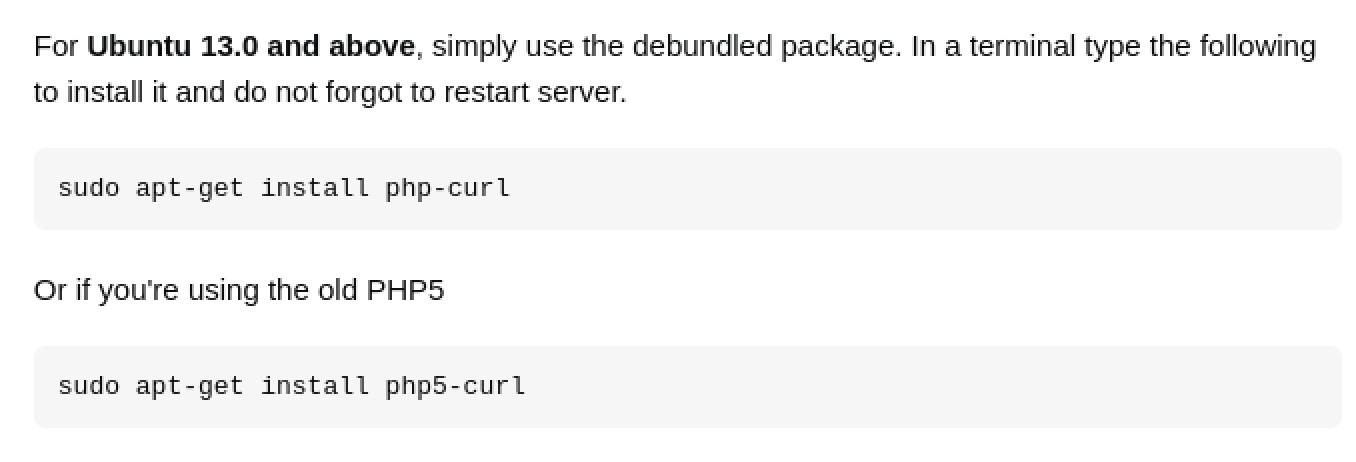 For Ubuntu 13.0 and above, simply use the debundled package. In a terminal type the following
to install it and do not forgot to restart server.
sudo apt-get install php-curl
Or if you're using the old PHP5
sudo apt-get install php5-curl